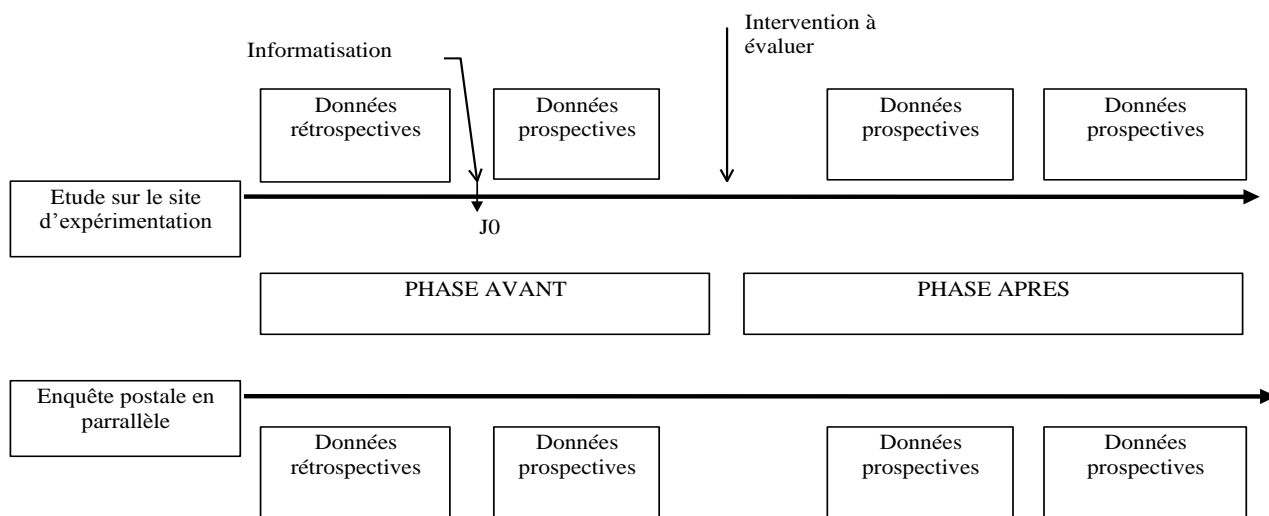 Intervention à
évaluer
Informatisation
Données
rétrospectives
Données
prospectives
Données
prospectives
Données
prospectives
Etude sur le site
d’expérimentation
J0
PHASE AVANT
PHASE APRES
Enquête postale en
parrallèle
Données
rétrospectives
Données
prospectives
Données
prospectives
Données
prospectives